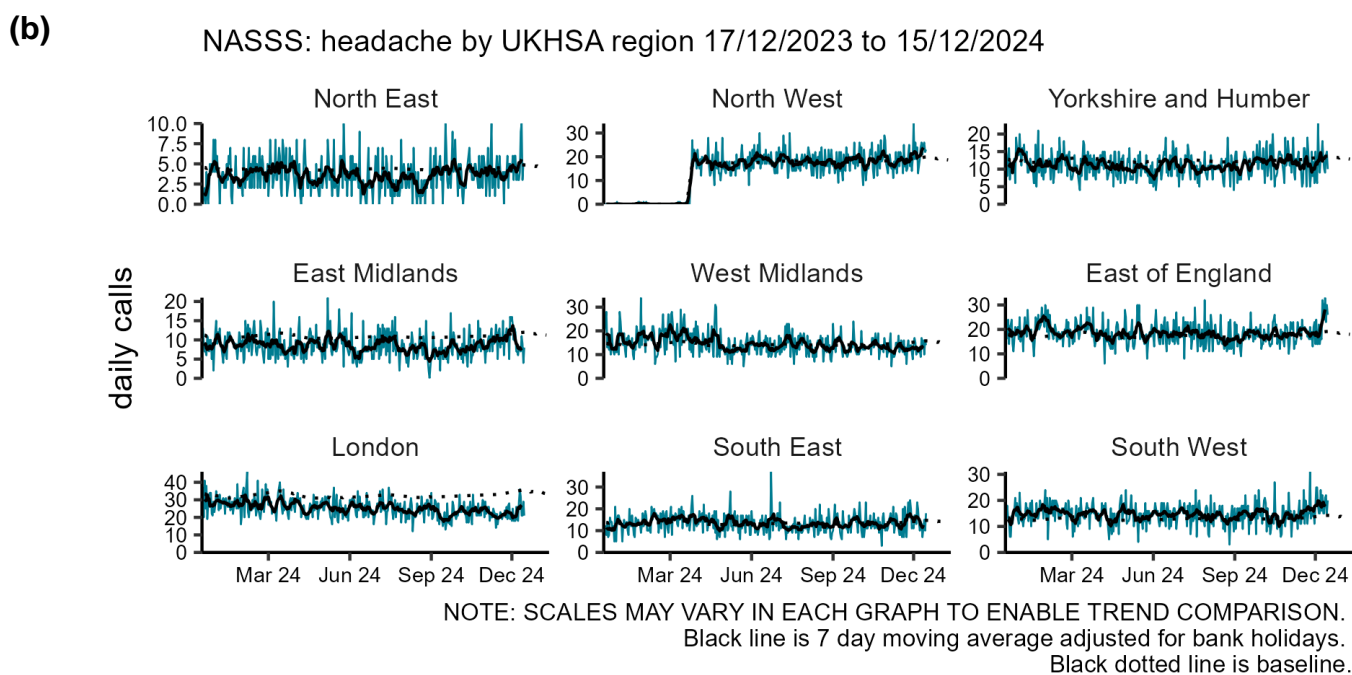 (b)
NASSS: headache by UKHSA region 17/12/2023 to 15/12/2024
daily calls
North East
10.0
7.5
5.0
2.5
0.0
North West
30
20
10
0
Yorkshire and Humber
20
15
10
5
0
East Midlands
20
15
10
5
0
West Midlands
30
20
10
0
East of England
30
20
10
0
London
40
30
20
10
0
Mar 24 Jun 24 Sep 24 Dec 24
South East
30
20
10
0
Mar 24 Jun 24 Sep 24 Dec 24
South West
30
20
10
0
Mar 24 Jun 24 Sep 24 Dec 24
NOTE: SCALES MAY VARY IN EACH GRAPH TO ENABLE TREND COMPARISON.
Black line is 7 day moving average adjusted for bank holidays.
Black dotted line is baseline.